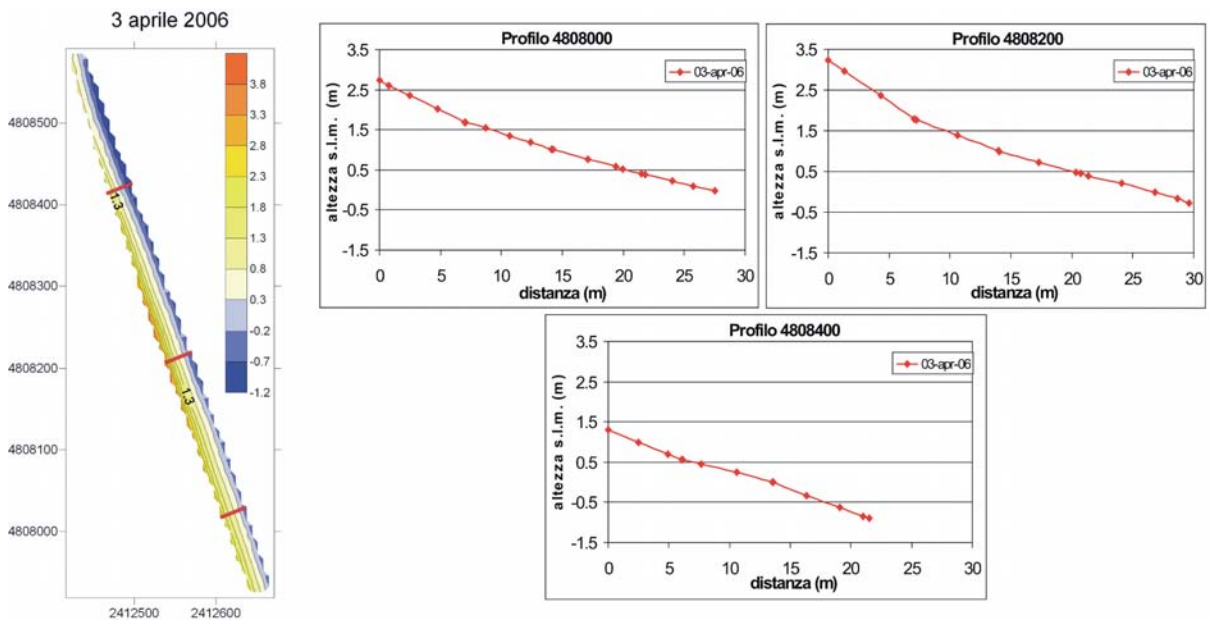 3 aprile 2006
4808500
4808400
4808300
4808200
4808100
4808000
2412500
2412600
1.3
1.3
3.8
3.3
2.8
2.3
1.8
1.3
0.8
0.3
-0.2
-0.7
-1.2
Profilo 4808000
altezza s.l.m. (m)
3.5
2.5
1.5
0.5
-0.5
-1.5
03-apr-06
0 5 10 15 20 25 30
distanza (m)
Profilo 4808200
altezza s.l.m. (m)
3.5
2.5
1.5
0.5
-0.5
-1.5
03-apr-06
0 5 10 15 20 25 30
distanza (m)
Profilo 4808400
altezza s.l.m. (m)
3.5
2.5
1.5
0.5
-0.5
-1.5
03-apr-06
0 5 10 15 20 25 30
distanza (m)